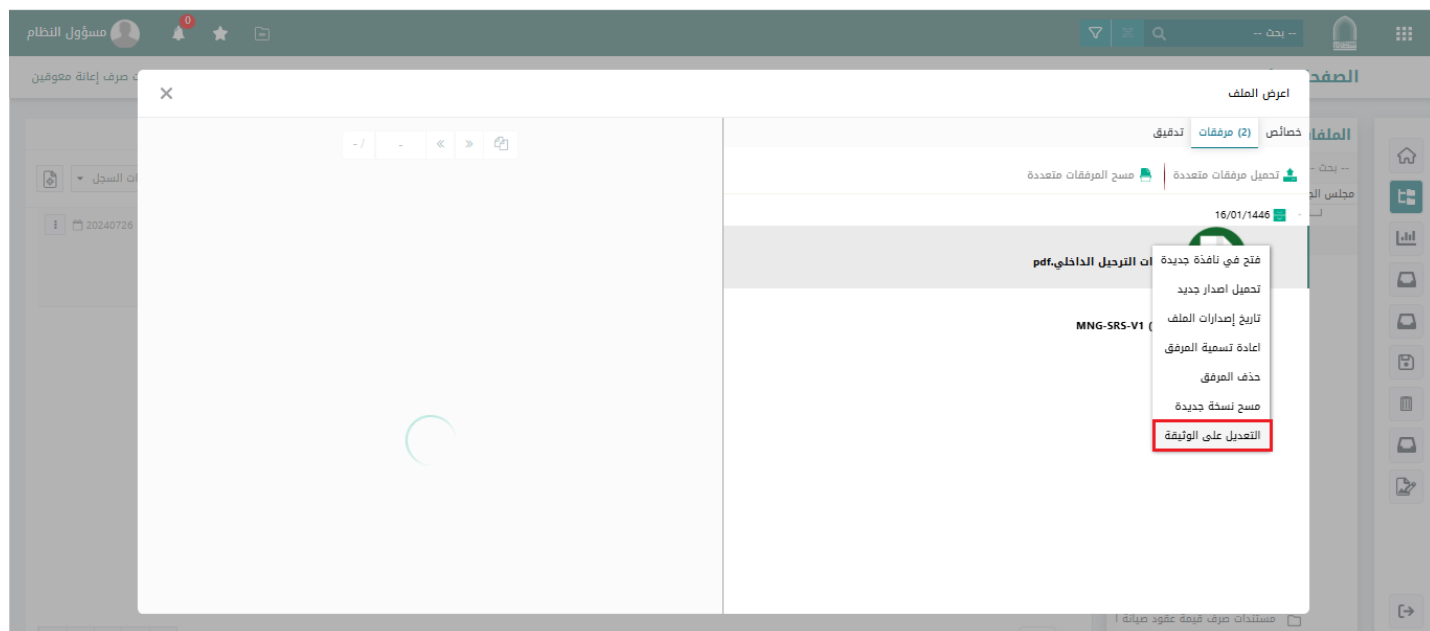 -- بحث --
0
مسؤول النظام
صرف إعانة معوقين
اعرض الملف
خصائص
(2) مرفقات
تدقيق
- / -
تحميل مرفقات متعددة
مسح المرفقات متعددة
-- بحث --
السجل
20240726
16/01/1446
الترحيل الداخلي.pdf
MNG-SRS-V1 (
فتح في نافذة جديدة
تحميل اصدار جديد
تاريخ إصدارات الملف
اعادة تسمية المرفق
حذف المرفق
مسح نسخة جديدة
التعديل على الوثيقة
مستندات صرف قيمة عقود صيانة